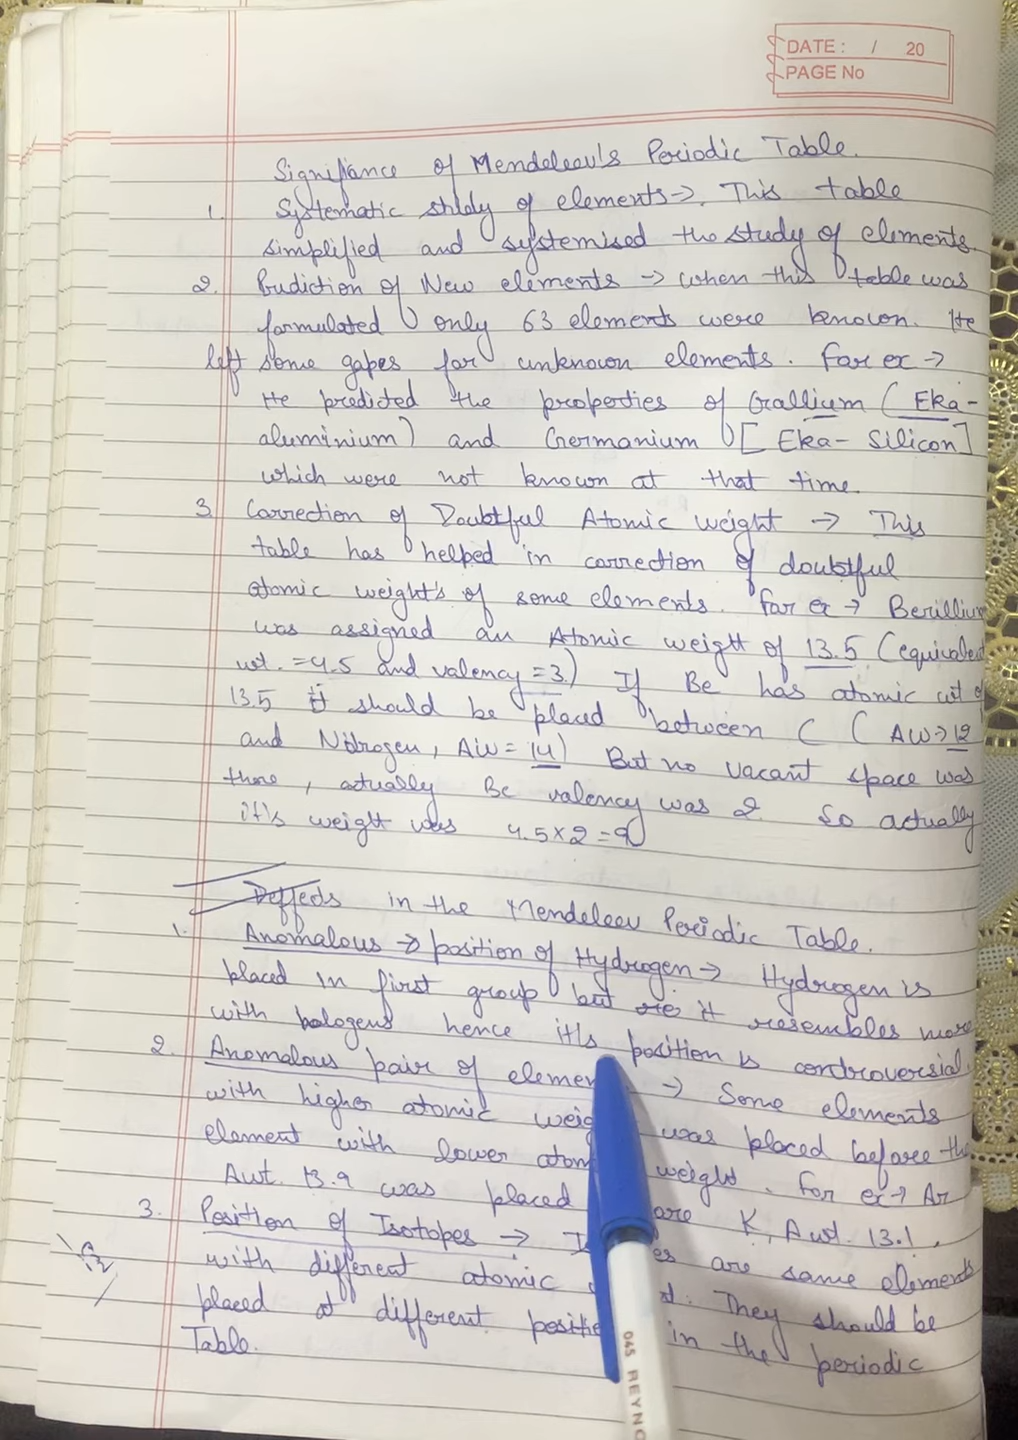 DATE : / 20
PAGE No
Signifiance of Mendeleev's Periodic Table.
1. Systematic study of elements →. This table
simplified and systemised the study of elements.
2. Prediction of New elements → when this table was
formulated only 63 elements were known. He
left some gapes for unknown elements. For ex →
He predicted the properties of Gallium (Eka-
aluminium) and Germanium [Eka- Silicon]
which were not known at that time.
3. Correction of Doubtful Atomic weight → This
table has helped in correction of doubtful
atomic weight's of some elements. For ex → Berillium
was assigned an Atomic weight of 13.5 (equivalent
wt. = 4.5 and valency = 3.) If Be has atomic wt of
13.5 it should be placed between C ( AW → 12
and Nitrogen, AW = 14) But no vacant space was
there, actually Be valency was 2. So actually
it's weight was 4.5 × 2 = 9
Deffeds in the Mendeleev Periodic Table.
1. Anomalous → position of Hydrogen → Hydrogen is
placed in first group but it resembles more
with halogens hence it's position is controversial.
2. Anomalous pair of elemen → Some elements
with higher atomic weig was placed before the
element with lower atom weight. For ex → Ar
Awt. 13.9 was placed are K, Awt. 13.1.
3. Position of Isotopes → I es are same elements
with different atomic d. They should be
placed at different positi in the periodic
Table.
045 REYNO